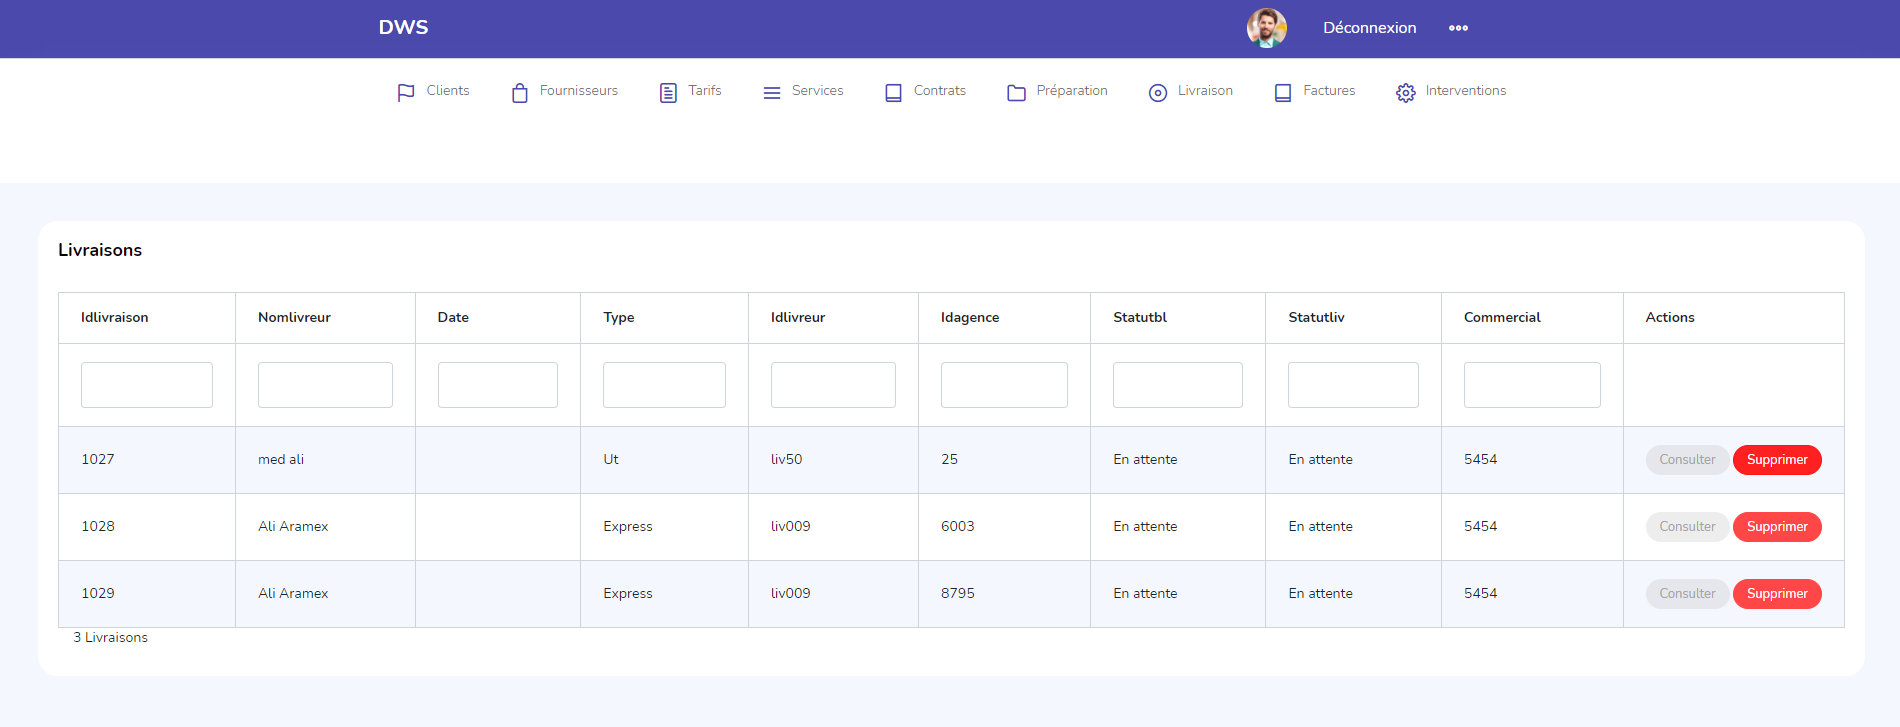 DWS
Déconnexion
Clients Fournisseurs Tarifs Services Contrats Préparation Livraison Factures Interventions
Livraisons
Idlivraison Nomlivreur Date Type Idlivreur Idagence Statutbl Statutliv Commercial Actions
1027 med ali Ut liv50 25 En attente En attente 5454 Consulter Supprimer
1028 Ali Aramex Express liv009 6003 En attente En attente 5454 Consulter Supprimer
1029 Ali Aramex Express liv009 8795 En attente En attente 5454 Consulter Supprimer
3 Livraisons